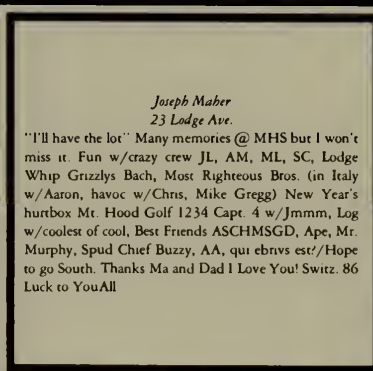 Joseph Maher
23 Lodge Ave.
"I'll have the lot" Many memories @ MHS but I won't
miss it. Fun w/crazy crew JL, AM, ML, SC, Lodge
Whip Grizzlys Bach, Most Righteous Bros. (in Italy
w/Aaron, havoc w/Chris, Mike Gregg) New Year's
hurtbox Mt. Hood Golf 1234 Capt. 4 w/Jmmm, Log
w/coolest of cool, Best Friends ASCHMSGD, Ape, Mr.
Murphy, Spud Chief Buzzy, AA, qui ebrivs est?/Hope
to go South. Thanks Ma and Dad I Love You! Switz. 86
Luck to YouAll